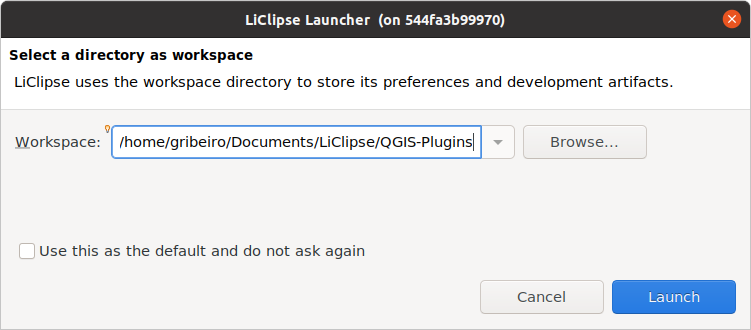 LiClipse Launcher (on 544fa3b99970)
Select a directory as workspace
LiClipse uses the workspace directory to store its preferences and development artifacts.
Workspace: /home/gribeiro/Documents/LiClipse/QGIS-Plugins Browse...
Use this as the default and do not ask again
Cancel Launch